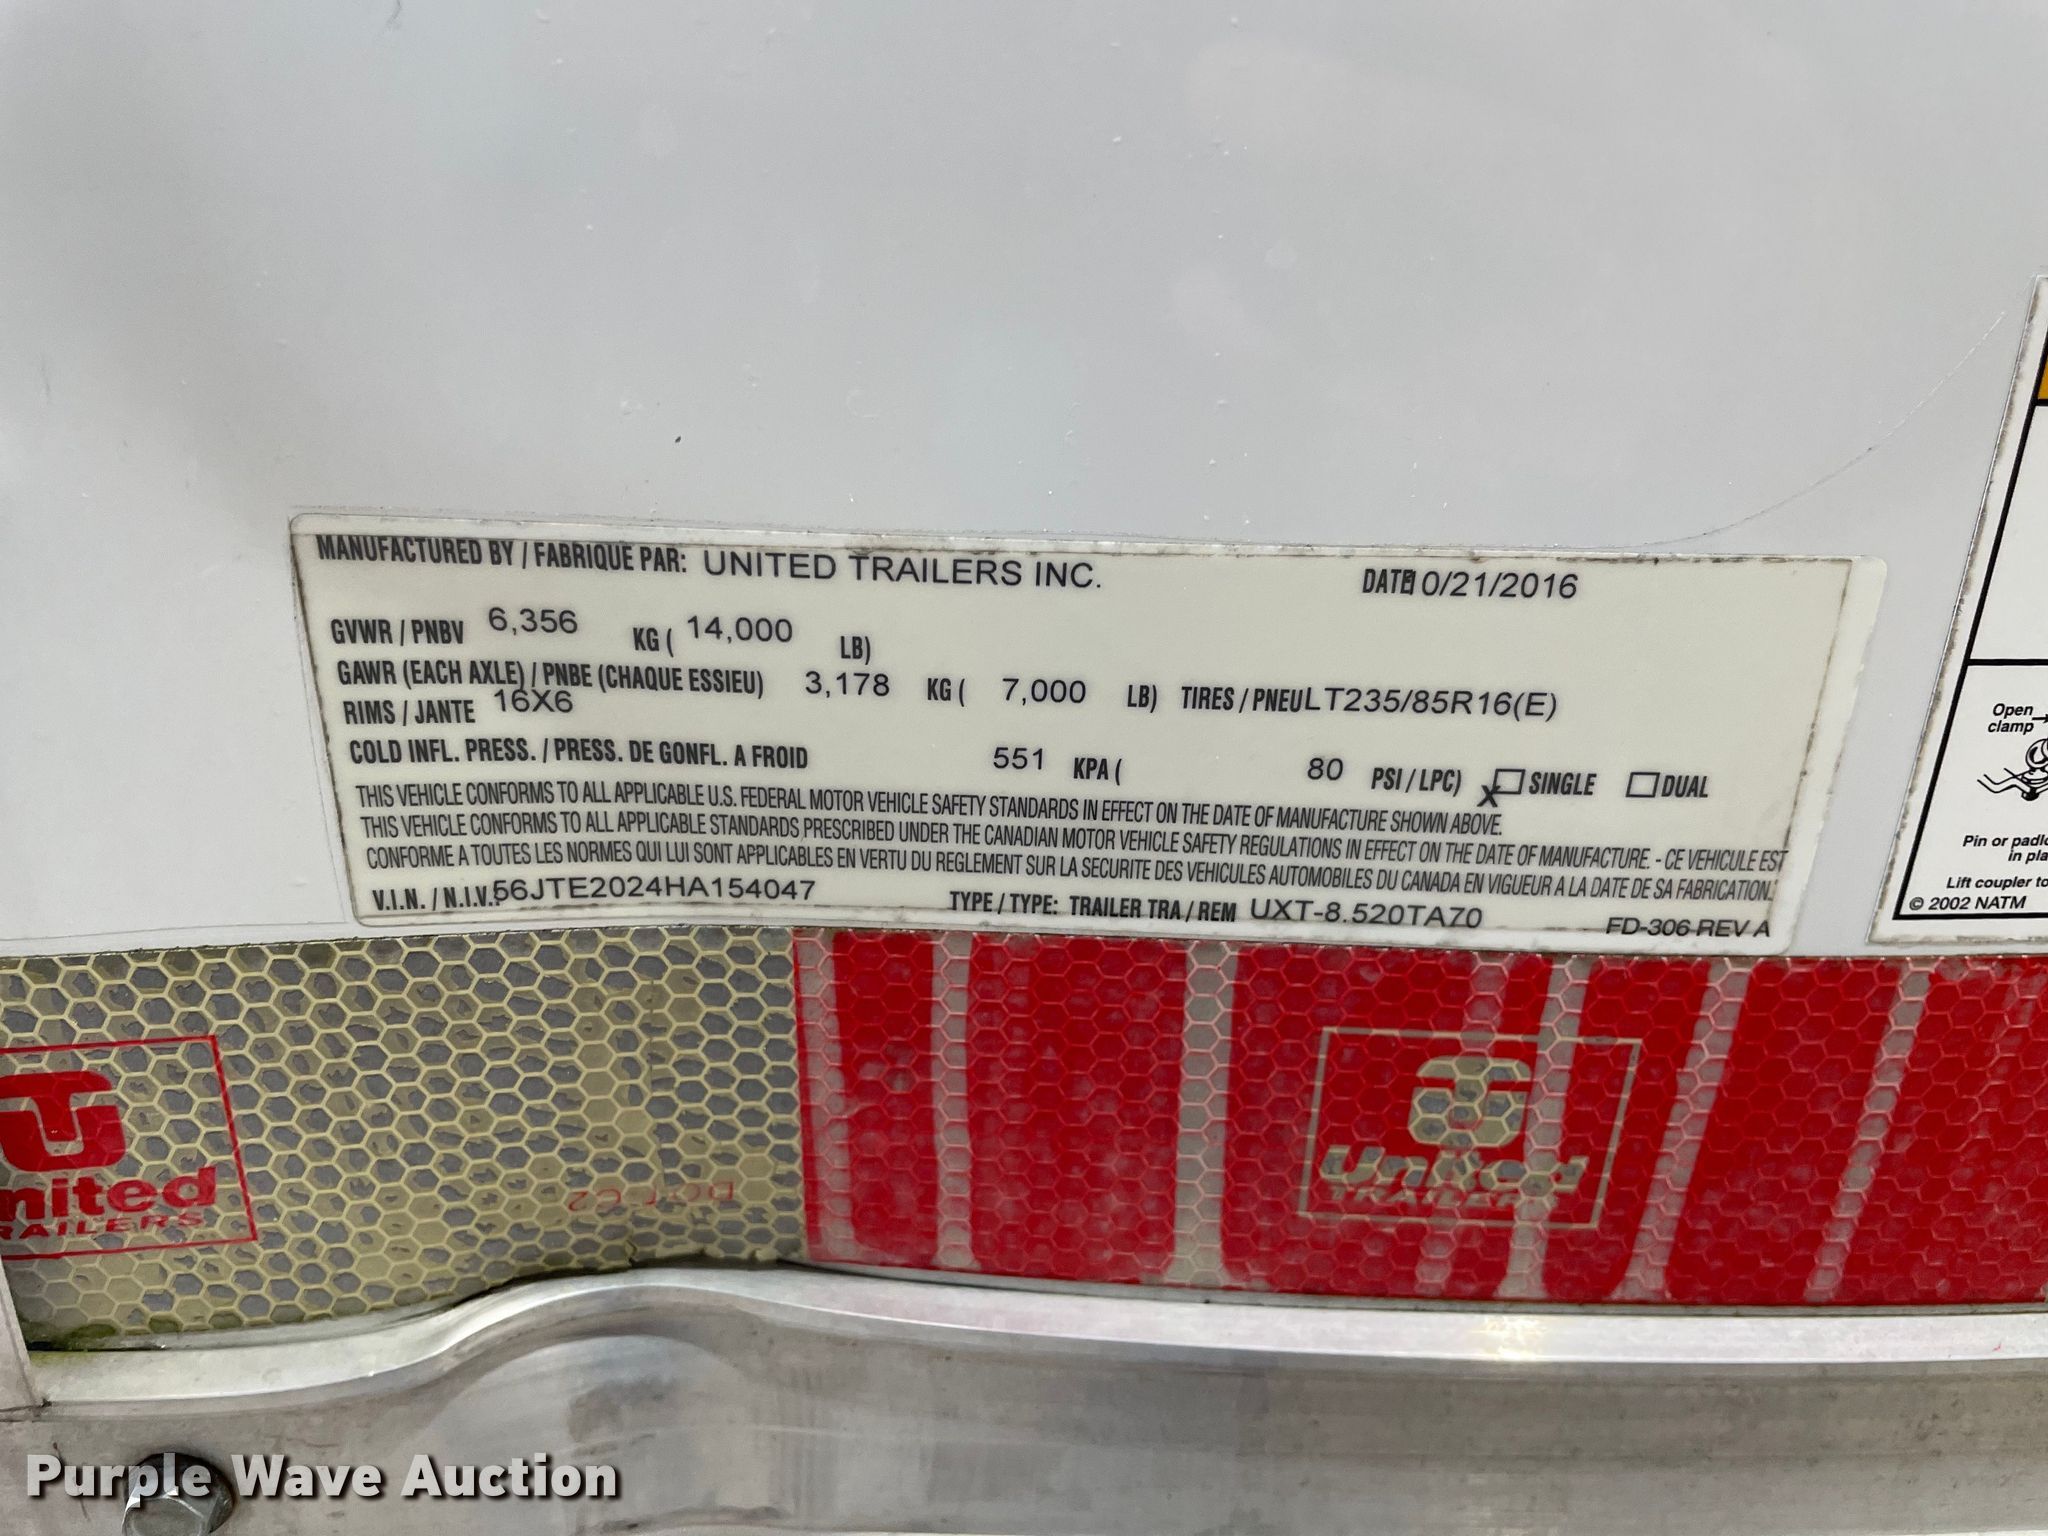 MANUFACTURED BY / FABRIQUE PAR: UNITED TRAILERS INC. DATE 10/21/2016
GVWR / PNBV 6,356 KG ( 14,000 LB)
GAWR (EACH AXLE) / PNBE (CHAQUE ESSIEU) 3,178 KG ( 7,000 LB) TIRES / PNEU LT235/85R16(E)
RIMS / JANTE 16X6
COLD INFL. PRESS. / PRESS. DE GONFL. A FROID 551 KPA ( 80 PSI / LPC) X SINGLE DUAL
THIS VEHICLE CONFORMS TO ALL APPLICABLE U.S. FEDERAL MOTOR VEHICLE SAFETY STANDARDS IN EFFECT ON THE DATE OF MANUFACTURE SHOWN ABOVE.
THIS VEHICLE CONFORMS TO ALL APPLICABLE STANDARDS PRESCRIBED UNDER THE CANADIAN MOTOR VEHICLE SAFETY REGULATIONS IN EFFECT ON THE DATE OF MANUFACTURE. - CE VEHICULE EST
CONFORME A TOUTES LES NORMES QUI LUI SONT APPLICABLES EN VERTU DU REGLEMENT SUR LA SECURITE DES VEHICULES AUTOMOBILES DU CANADA EN VIGUEUR A LA DATE DE SA FABRICATION.
V.I.N. / N.I.V.: 56JTE2024HA154047 TYPE / TYPE: TRAILER TRA / REM UXT-8.520TA70 FD-306 REV A
Open
clamp
Pin or padlo
in pla
Lift coupler to
© 2002 NATM
nited
RAILERS
DOT C2
United
TRAILERS
Purple Wave Auction